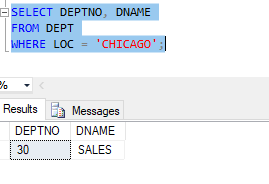 SELECT DEPTNO, DNAME
FROM DEPT
WHERE LOC = 'CHICAGO';
%
Results Messages
DEPTNO DNAME
30 SALES